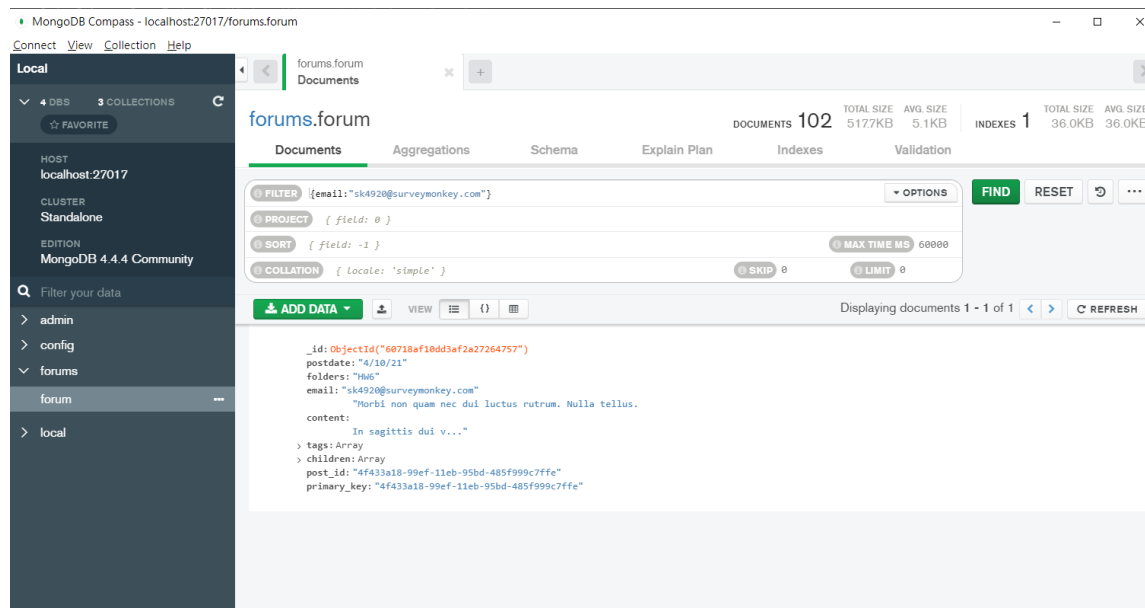 MongoDB Compass - localhost:27017/forums.forum
Connect View Collection Help
Local
4 DBS 3 COLLECTIONS
FAVORITE
HOST
localhost:27017
CLUSTER
Standalone
EDITION
MongoDB 4.4.4 Community
Filter your data
admin
config
forums
forum
local
forums.forum
Documents
forums.forum
DOCUMENTS 102 TOTAL SIZE 517.7KB AVG. SIZE 5.1KB INDEXES 1 TOTAL SIZE 36.0KB AVG. SIZE 36.0KB
Documents Aggregations Schema Explain Plan Indexes Validation
FILTER {email:"sk4920@surveymonkey.com"} OPTIONS FIND RESET
PROJECT { field: 0 }
SORT { field: -1 } MAX TIME MS 60000
COLLATION { locale: 'simple' } SKIP 0 LIMIT 0
ADD DATA VIEW {} Displaying documents 1 - 1 of 1 REFRESH
_id:ObjectId("60718af10dd3af2a27264757")
postdate:"4/10/21"
folders:"HW6"
email:"sk4920@surveymonkey.com"
"Morbi non quam nec dui luctus rutrum. Nulla tellus.
content:
In sagittis dui v..."
tags:Array
children:Array
post_id:"4f433a18-99ef-11eb-95bd-485f999c7ffe"
primary_key:"4f433a18-99ef-11eb-95bd-485f999c7ffe"